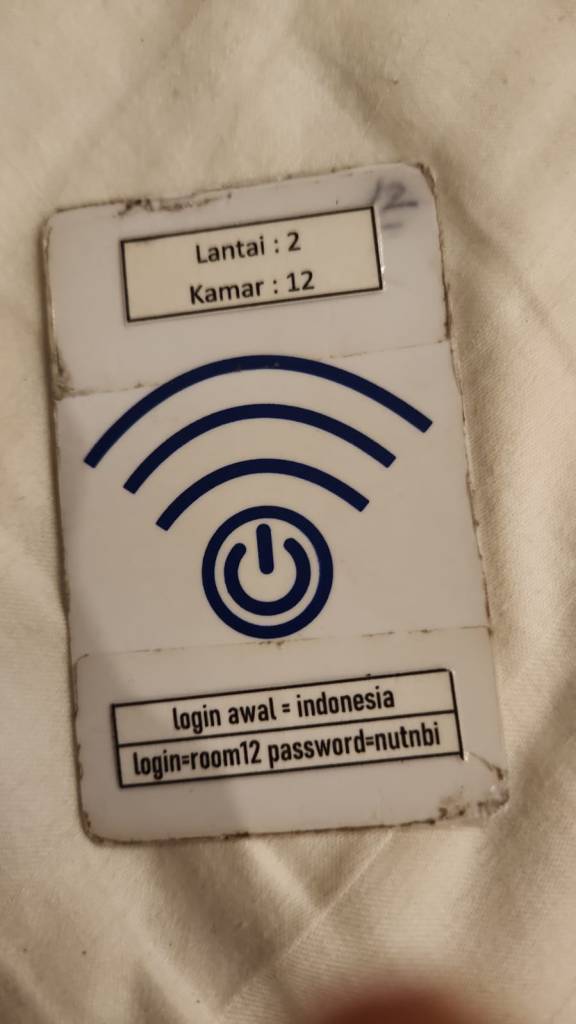 12
Lantai : 2
Kamar : 12
login awal = indonesia
login=room12 password=nutnbi